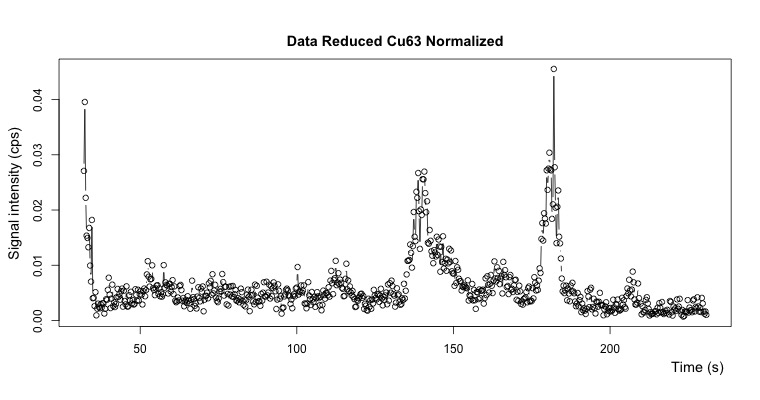 Data Reduced Cu63 Normalized
Signal intensity (cps)
0.04
0.03
0.02
0.01
0.00
50 100 150 200
Time (s)